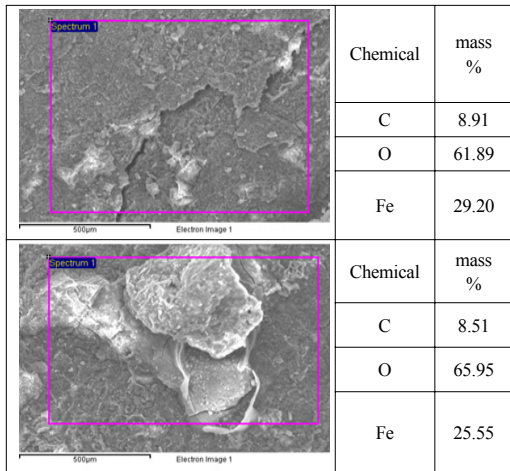 Spectrum 1
500µm
Electron Image 1
Chemical mass %
C 8.91
O 61.89
Fe 29.20
Spectrum 1
500µm
Electron Image 1
Chemical mass %
C 8.51
O 65.95
Fe 25.55